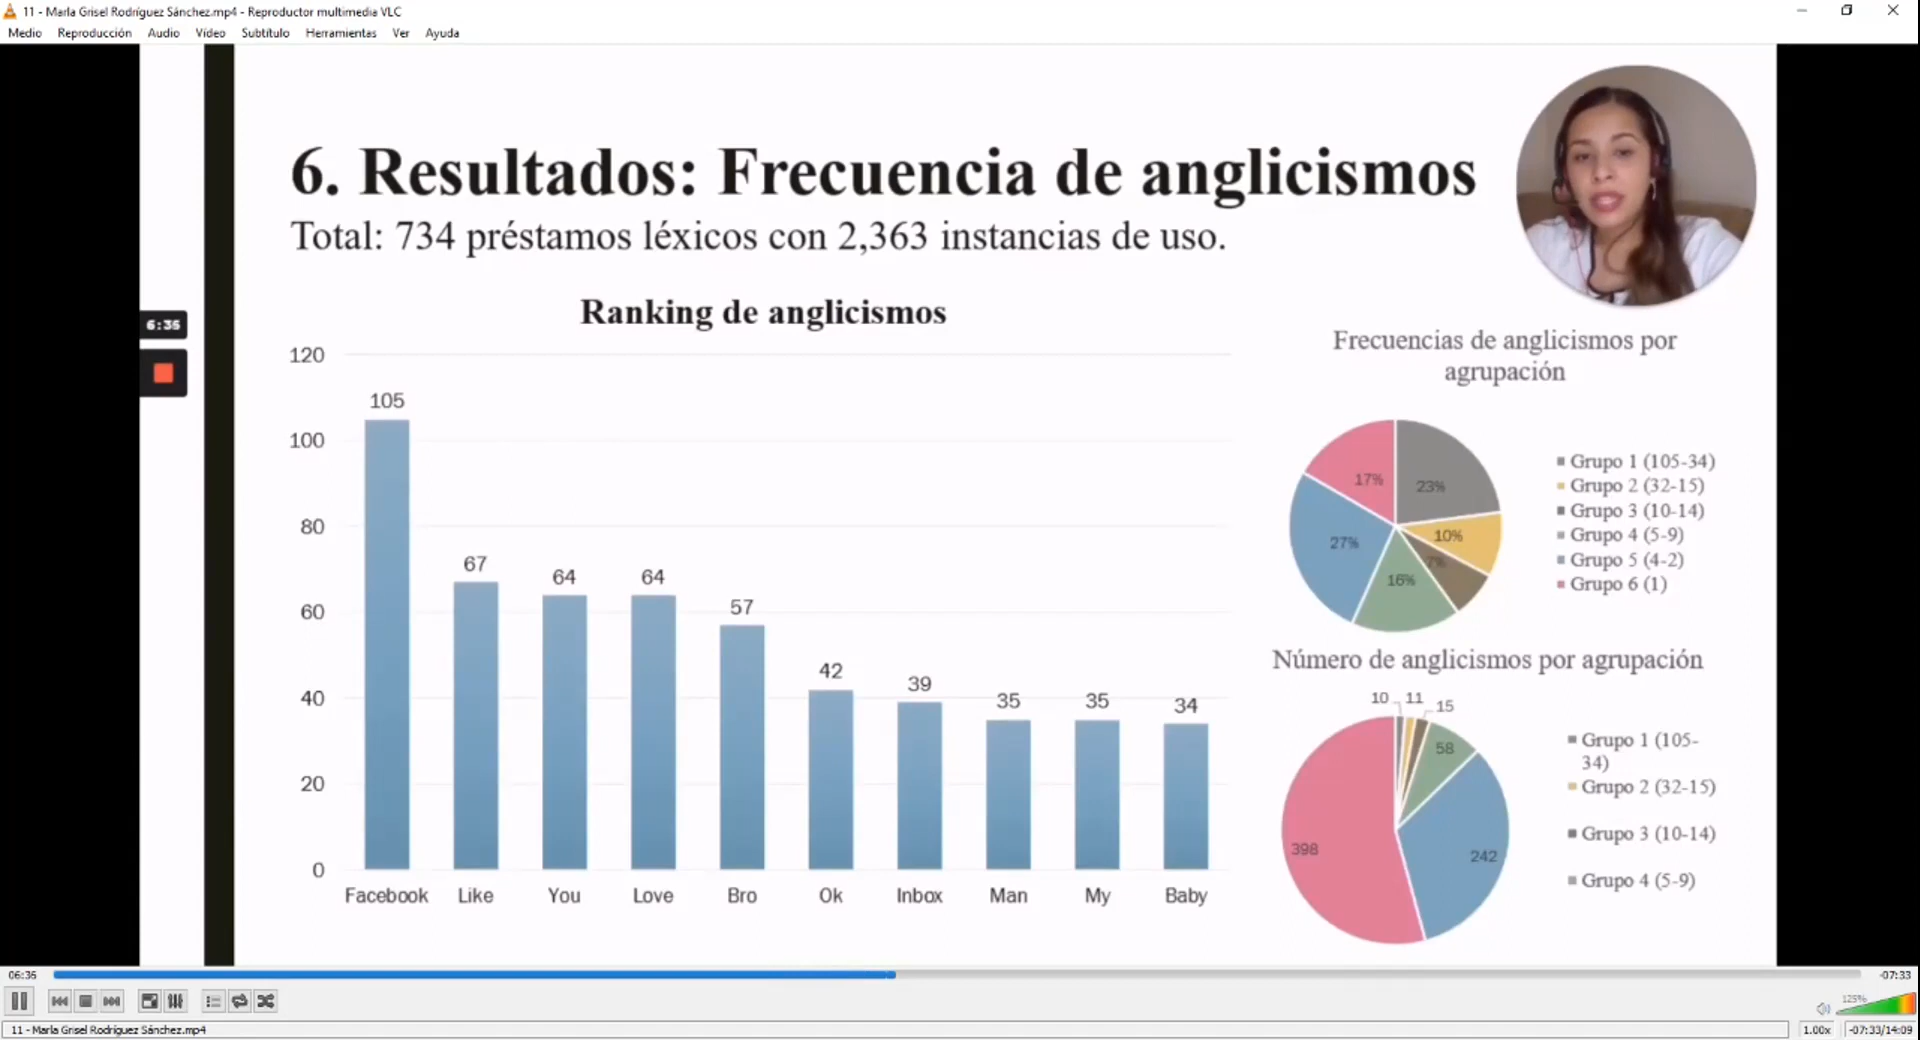 11 - Marla Grisel Rodríguez Sánchez.mp4 - Reproductor multimedia VLC
Medio Reproducción Audio Vídeo Subtítulo Herramientas Ver Ayuda
6. Resultados: Frecuencia de anglicismos
Total: 734 préstamos léxicos con 2,363 instancias de uso.
6:35
Ranking de anglicismos
120
100
80
60
40
20
0
105
67
64
64
57
42
39
35
35
34
Facebook Like You Love Bro Ok Inbox Man My Baby
Frecuencias de anglicismos por
agrupación
17%
23%
10%
7%
16%
27%
Grupo 1 (105-34)
Grupo 2 (32-15)
Grupo 3 (10-14)
Grupo 4 (5-9)
Grupo 5 (4-2)
Grupo 6 (1)
Número de anglicismos por agrupación
10
11
15
58
242
398
Grupo 1 (105-
34)
Grupo 2 (32-15)
Grupo 3 (10-14)
Grupo 4 (5-9)
06:35
-07:33
125%
11 - Marla Grisel Rodríguez Sánchez.mp4
1.00x
-07:33/14:09